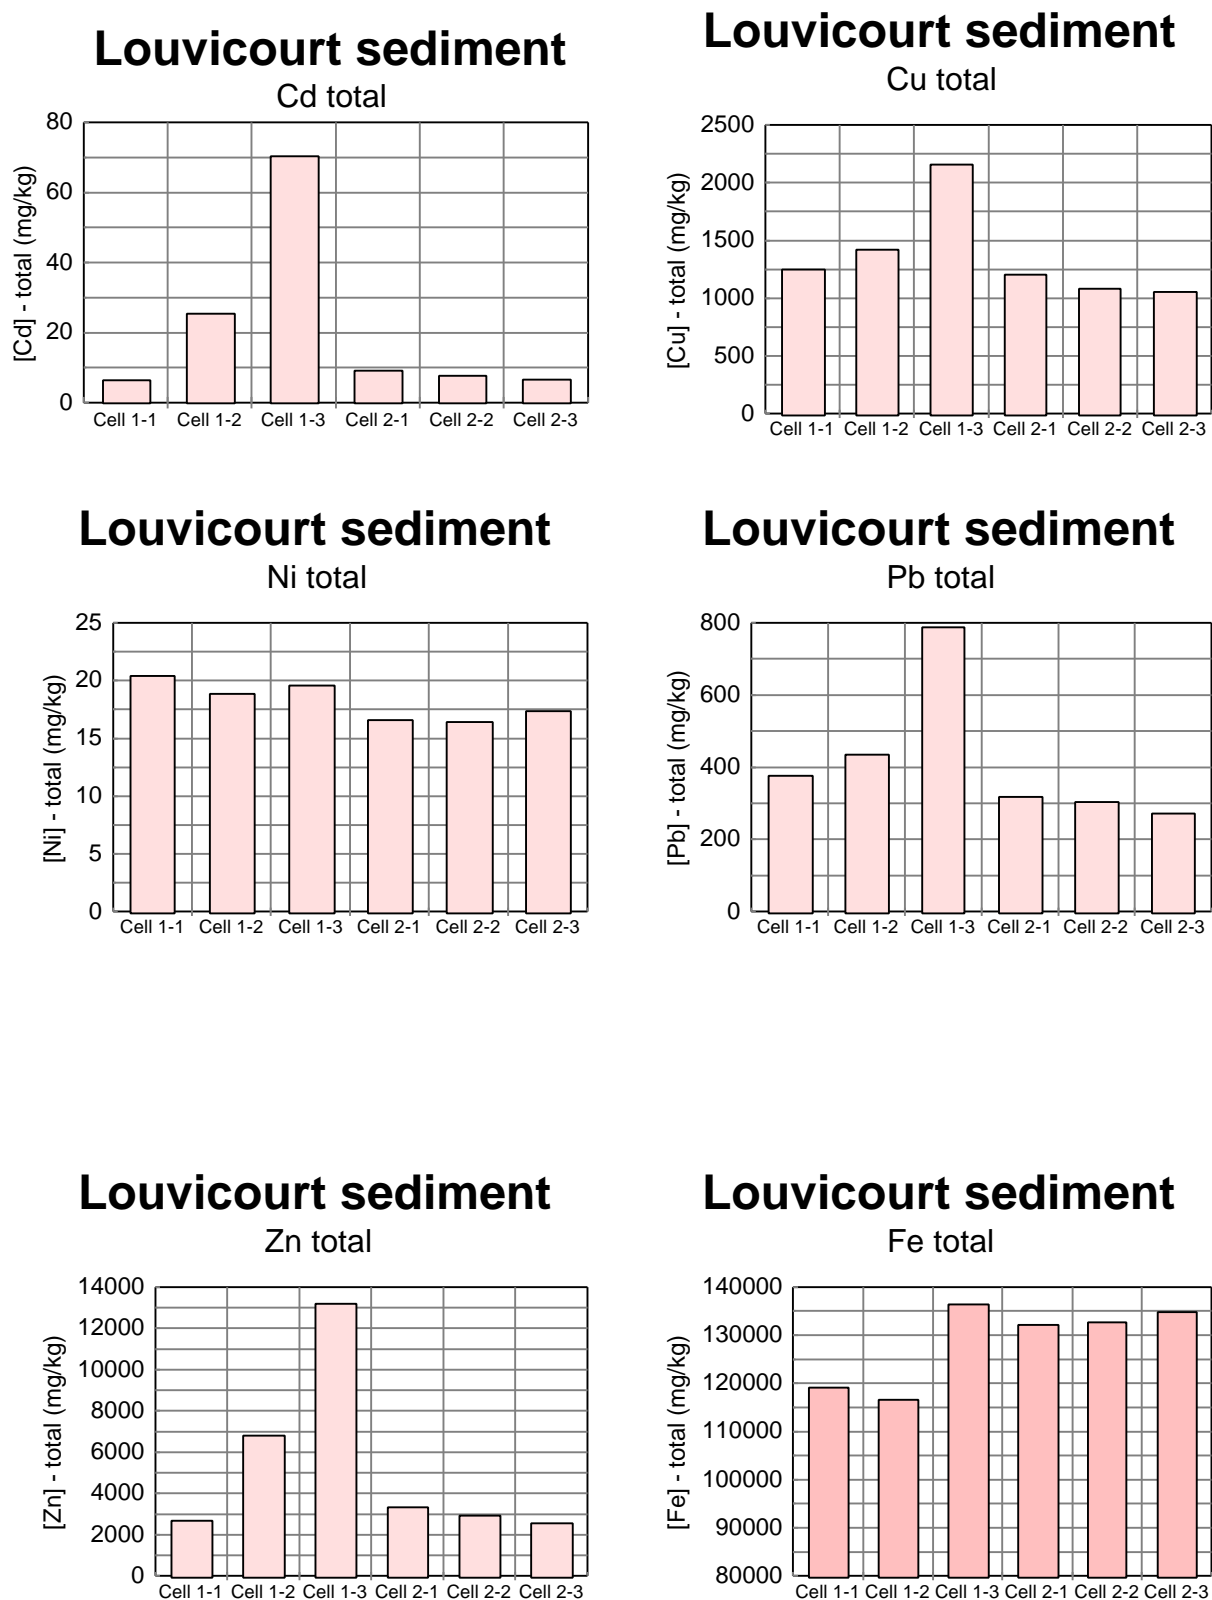 Louvicourt sediment
Cd total
80
60
40
20
0
[Cd] - total (mg/kg)
Cell 1-1 Cell 1-2 Cell 1-3 Cell 2-1 Cell 2-2 Cell 2-3
Louvicourt sediment
Cu total
2500
2000
1500
1000
500
0
[Cu] - total (mg/kg)
Cell 1-1 Cell 1-2 Cell 1-3 Cell 2-1 Cell 2-2 Cell 2-3
Louvicourt sediment
Ni total
25
20
15
10
5
0
[Ni] - total (mg/kg)
Cell 1-1 Cell 1-2 Cell 1-3 Cell 2-1 Cell 2-2 Cell 2-3
Louvicourt sediment
Pb total
800
600
400
200
0
[Pb] - total (mg/kg)
Cell 1-1 Cell 1-2 Cell 1-3 Cell 2-1 Cell 2-2 Cell 2-3
Louvicourt sediment
Zn total
14000
12000
10000
8000
6000
4000
2000
0
[Zn] - total (mg/kg)
Cell 1-1 Cell 1-2 Cell 1-3 Cell 2-1 Cell 2-2 Cell 2-3
Louvicourt sediment
Fe total
140000
130000
120000
110000
100000
90000
80000
[Fe] - total (mg/kg)
Cell 1-1 Cell 1-2 Cell 1-3 Cell 2-1 Cell 2-2 Cell 2-3